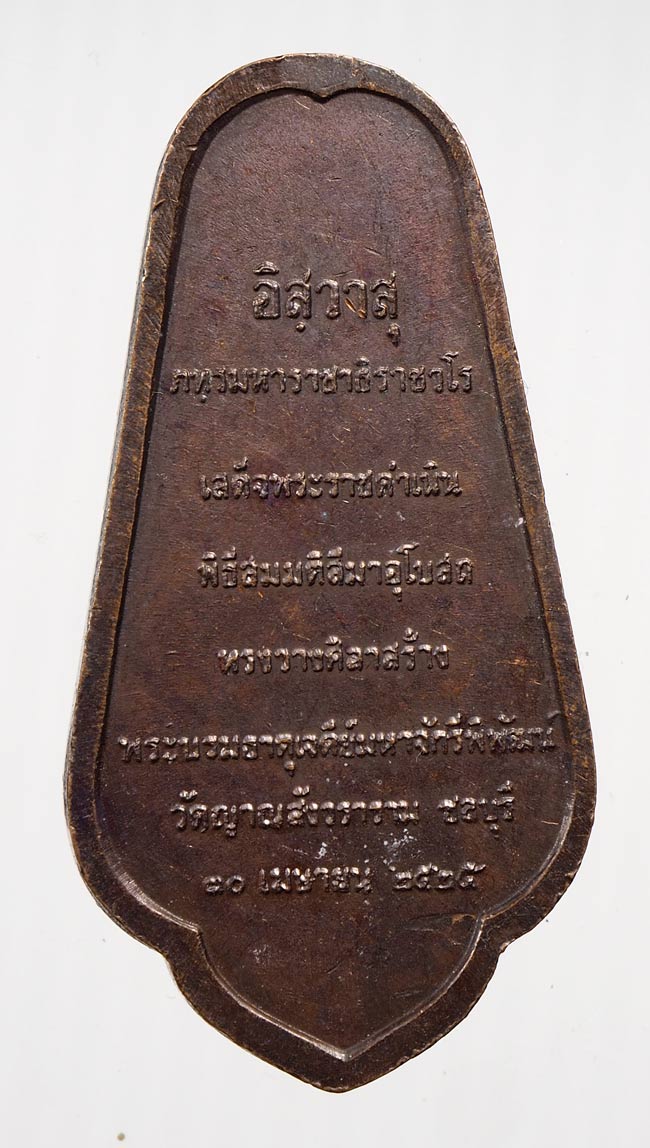 อิสฺวาสุ
ภทฺรมหาราชาธิราชวโร
เสด็จพระราชดำเนิน
พิธีสมมติสีมาอุโบสถ
ทรงวางศิลาสร้าง
พระบรมธาตุเจดีย์มหาจักรีพิพัฒน์
วัดญาณสังวราราม ชลบุรี
๑๐ เมษายน ๒๕๒๕